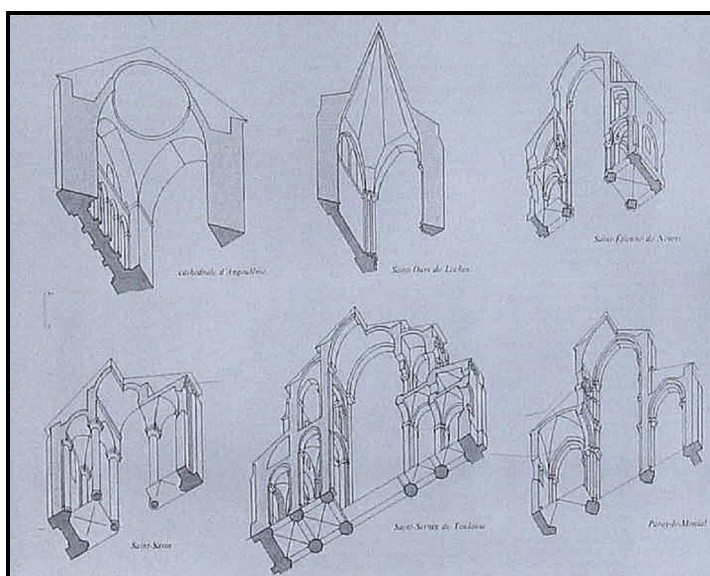 cathédrale d'Angoulême.
Saint-Ours de Loches
Saint-Étienne de Nevers
Saint-Savin
Saint-Sernin de Toulouse
Paray-le-Monial